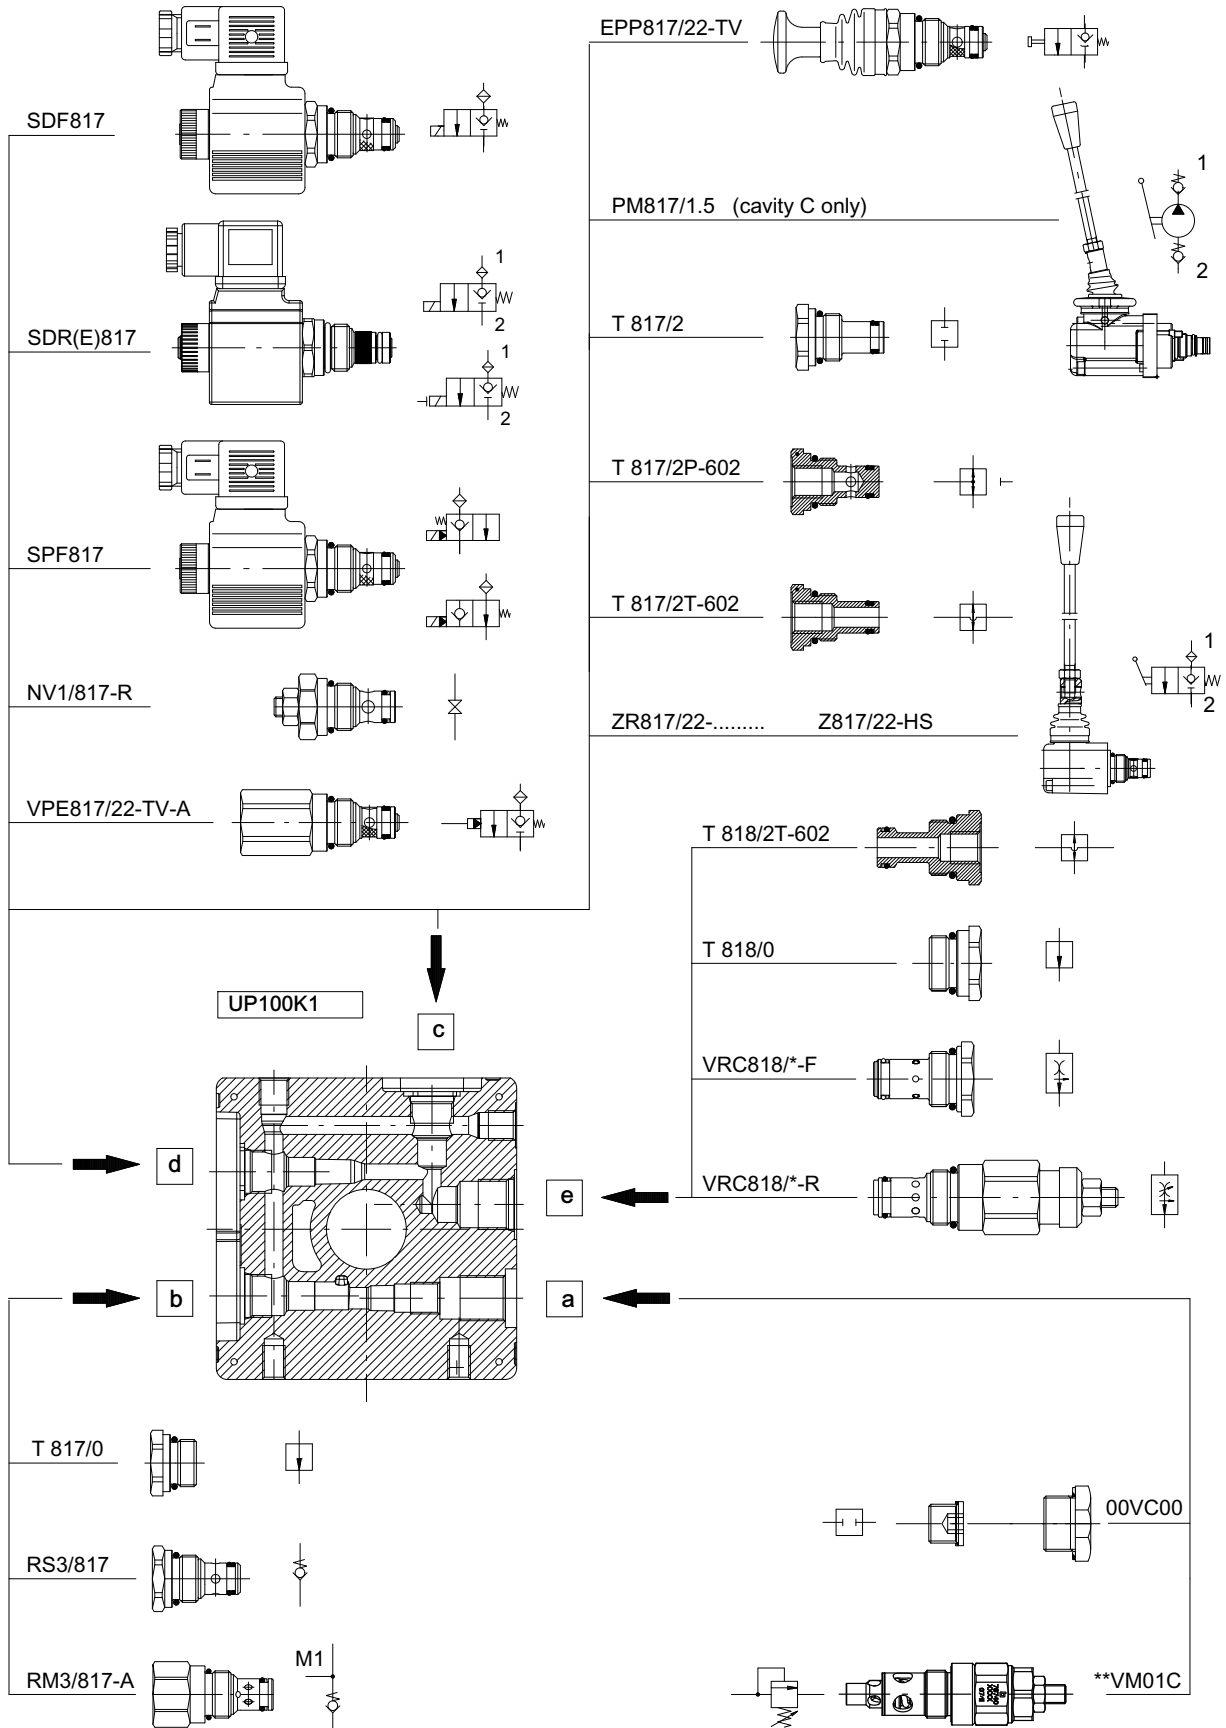 EPP817/22-TV
SDF817
1
PM817/1.5 (cavity C only)
2
1
2
T 817/2
SDR(E)817
1
2
T 817/2P-602
SPF817
T 817/2T-602
1
NV1/817-R
2
ZR817/22-......... Z817/22-HS
VPE817/22-TV-A
T 818/2T-602
T 818/0
UP100K1
c
VRC818/*-F
d
e
VRC818/*-R
b
a
T 817/0
00VC00
RS3/817
M1
RM3/817-A
**VM01C